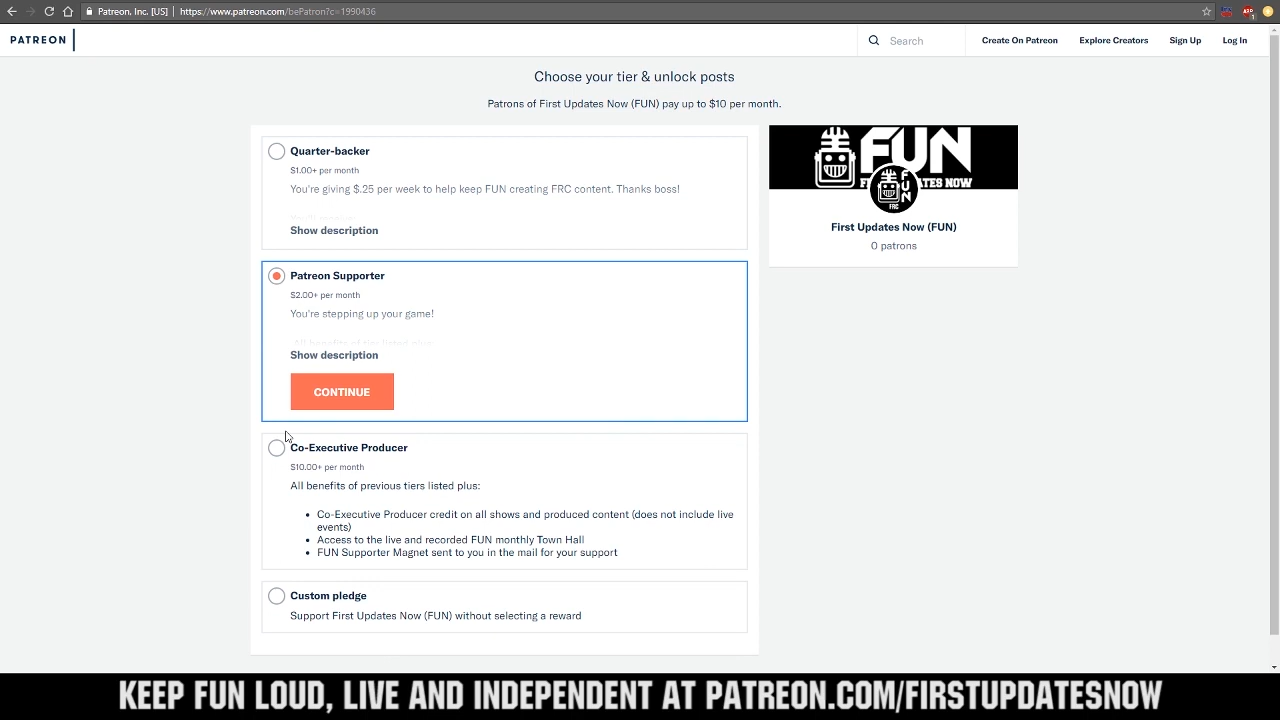 Patreon, Inc. [US] | https://www.patreon.com/bePatron?c=1990436
PATREON
Search
Create On Patreon
Explore Creators
Sign Up
Log In
Choose your tier & unlock posts
Patrons of First Updates Now (FUN) pay up to $10 per month.
Quarter-backer
$1.00+ per month
You're giving $.25 per week to help keep FUN creating FRC content. Thanks boss!
Show description
Patreon Supporter
$2.00+ per month
You're stepping up your game!
All benefits of tier listed plus:
Show description
CONTINUE
Co-Executive Producer
$10.00+ per month
All benefits of previous tiers listed plus:
• Co-Executive Producer credit on all shows and produced content (does not include live
events)
• Access to the live and recorded FUN monthly Town Hall
• FUN Supporter Magnet sent to you in the mail for your support
Custom pledge
Support First Updates Now (FUN) without selecting a reward
FUN
FUN
FRC
First Updates Now (FUN)
0 patrons
KEEP FUN LOUD, LIVE AND INDEPENDENT AT PATREON.COM/FIRSTUPDATESNOW